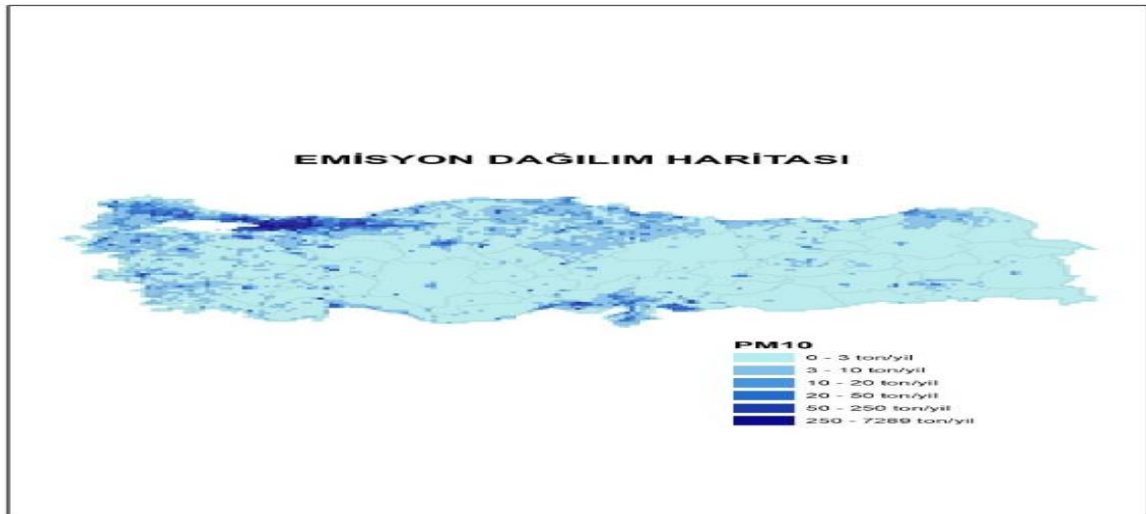 EMİSYON DAĞILIM HARİTASI
PM10
0 - 3 ton/yil
3 - 10 ton/yil
10 - 20 ton/yil
20 - 50 ton/yil
50 - 250 ton/yil
250 - 7289 ton/yil